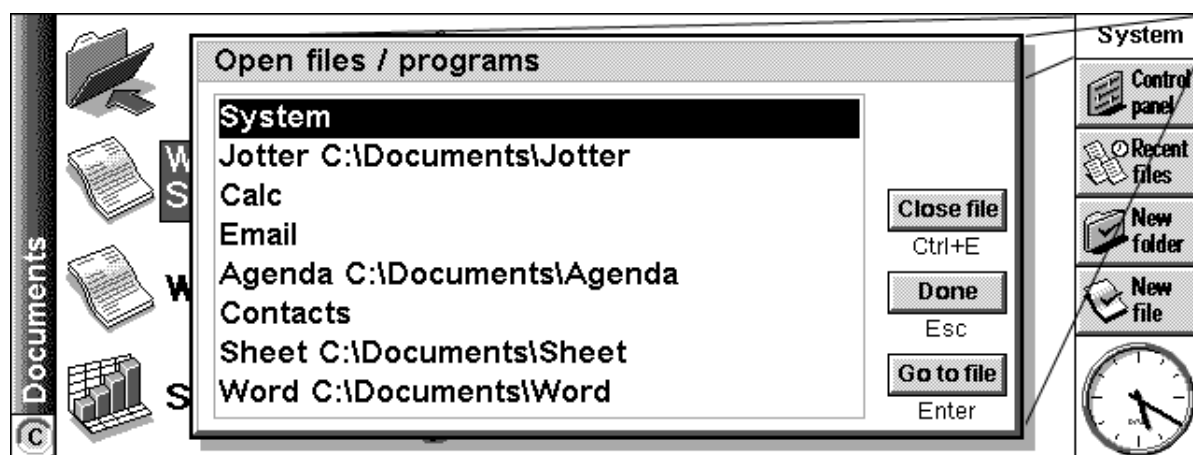 Documents
C
W
S
W
S
Open files / programs
System
Jotter C:\Documents\Jotter
Calc
Email
Agenda C:\Documents\Agenda
Contacts
Sheet C:\Documents\Sheet
Word C:\Documents\Word
Close file
Ctrl+E
Done
Esc
Go to file
Enter
System
Control
panel
Recent
files
New
folder
New
file